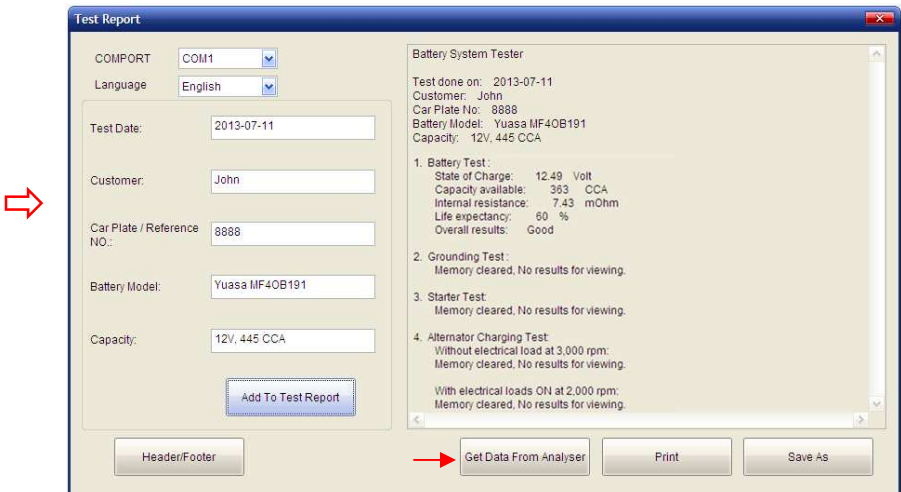 Test Report
COMPORT
COM1
Language
English
Test Date:
2013-07-11
Customer:
John
Car Plate / Reference
NO.:
8888
Battery Model:
Yuasa MF4OB191
Capacity:
12V, 445 CCA
Add To Test Report
Battery System Tester
Test done on: 2013-07-11
Customer: John
Car Plate No: 8888
Battery Model: Yuasa MF4OB191
Capacity: 12V, 445 CCA
1. Battery Test :
State of Charge: 12.49 Volt
Capacity available: 363 CCA
Internal resistance: 7.43 mOhm
Life expectancy: 60 %
Overall results: Good
2. Grounding Test :
Memory cleared, No results for viewing.
3. Starter Test:
Memory cleared, No results for viewing.
4. Alternator Charging Test:
Without electrical load at 3,000 rpm:
Memory cleared, No results for viewing.
With electrical loads ON at 2,000 rpm:
Memory cleared, No results for viewing.
Header/Footer
Get Data From Analyser
Print
Save As